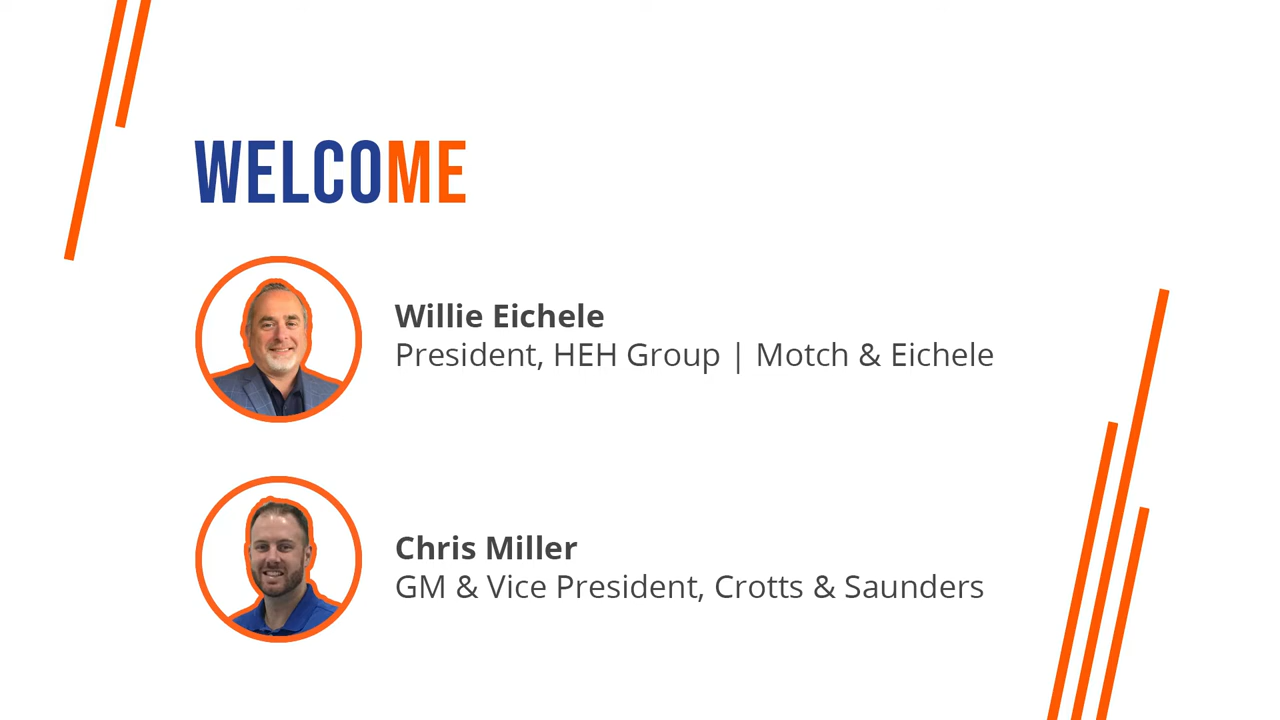 WELCOME
Willie Eichele
President, HEH Group | Motch & Eichele
Chris Miller
GM & Vice President, Crotts & Saunders